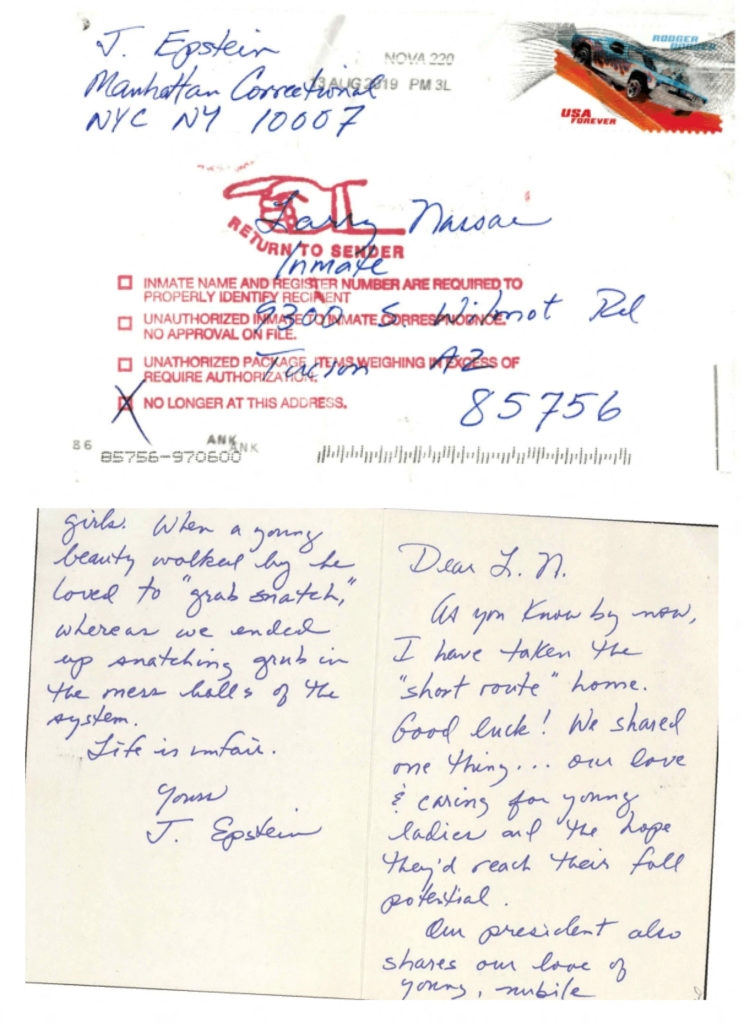 J. Epstein
Manhattan Correctional
NYC NY 10007
NOVA 220
13 AUG 2019 PM 3L
RODGER
DODGER
USA
FOREVER
RETURN TO SENDER
Larry Nassar
Inmate
9300 S. Wilmot Rd
Tucson AZ
85756
INMATE NAME AND REGISTER NUMBER ARE REQUIRED TO
PROPERLY IDENTIFY RECIPIENT
UNAUTHORIZED INMATE TO INMATE CORRESPONDENCE.
NO APPROVAL ON FILE.
UNATHORIZED PACKAGE, ITEMS WEIGHING IN EXCESS OF
REQUIRE AUTHORIZATION.
NO LONGER AT THIS ADDRESS.
86
ANK
ANK
85756-970600
Dear L. N.
As you know by now,
I have taken the
"short route" home.
Good luck! We shared
one thing... our love
& caring for young
ladies and the hope
they'd reach their full
potential.
Our president also
shares our love of
young, nubile
girls. When a young
beauty walked by he
loved to "grab snatch,"
whereas we ended
up snatching grub in
the mess halls of the
system.
Life is unfair.
Yours
J. Epstein